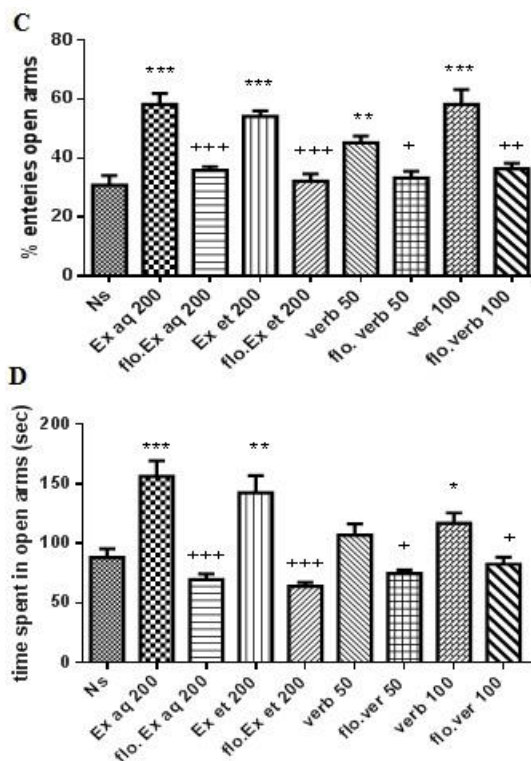 C
% enteries open arms
80
60
40
20
0
***
+++
***
+++
**
+
***
++
Ns
Ex aq 200
flo.Ex aq 200
Ex et 200
flo.Ex et 200
verb 50
flo. verb 50
ver 100
flo.verb 100
D
time spent in open arms (sec)
200
150
100
50
0
***
+++
**
+++
+
*
+
Ns
Ex aq 200
flo. Ex aq 200
Ex et 200
flo.Ex et 200
verb 50
flo.ver 50
verb 100
flo.ver 100